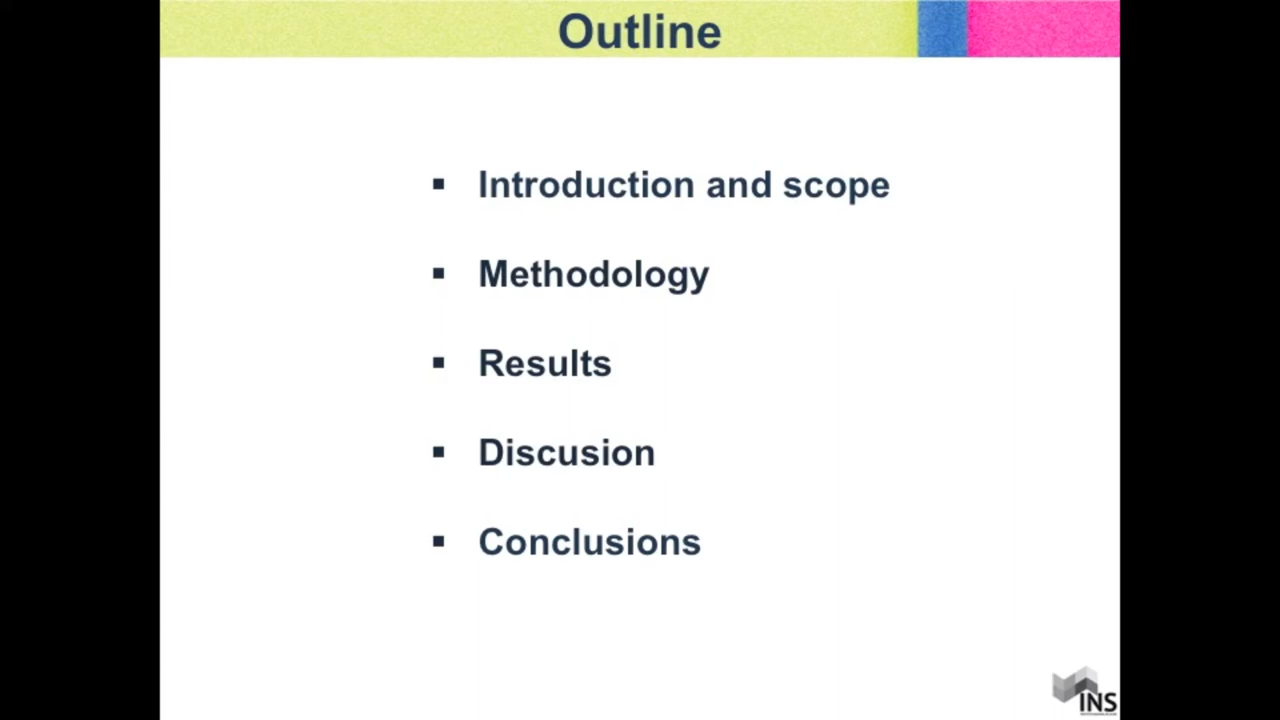 Outline
▪ Introduction and scope
▪ Methodology
▪ Results
▪ Discusion
▪ Conclusions
INS